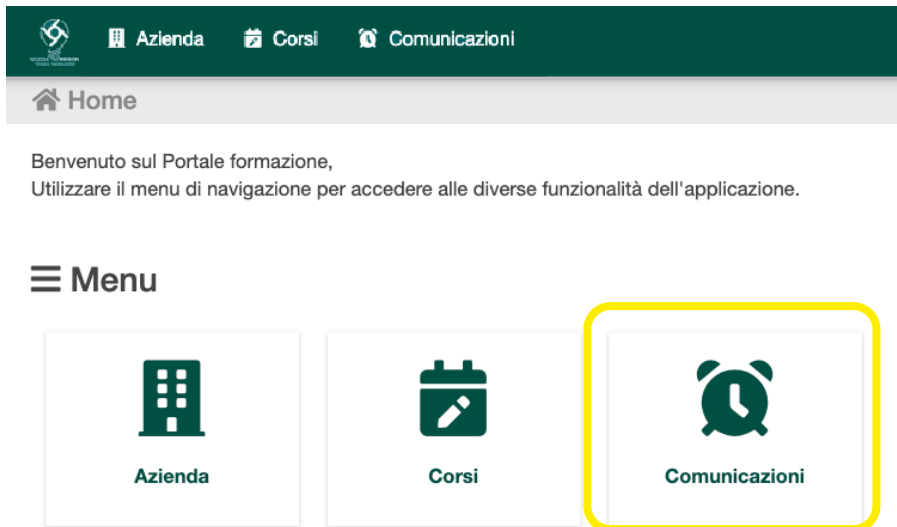 Azienda Corsi Comunicazioni
Home
Benvenuto sul Portale formazione,
Utilizzare il menu di navigazione per accedere alle diverse funzionalità dell'applicazione.
Menu
Azienda Corsi Comunicazioni